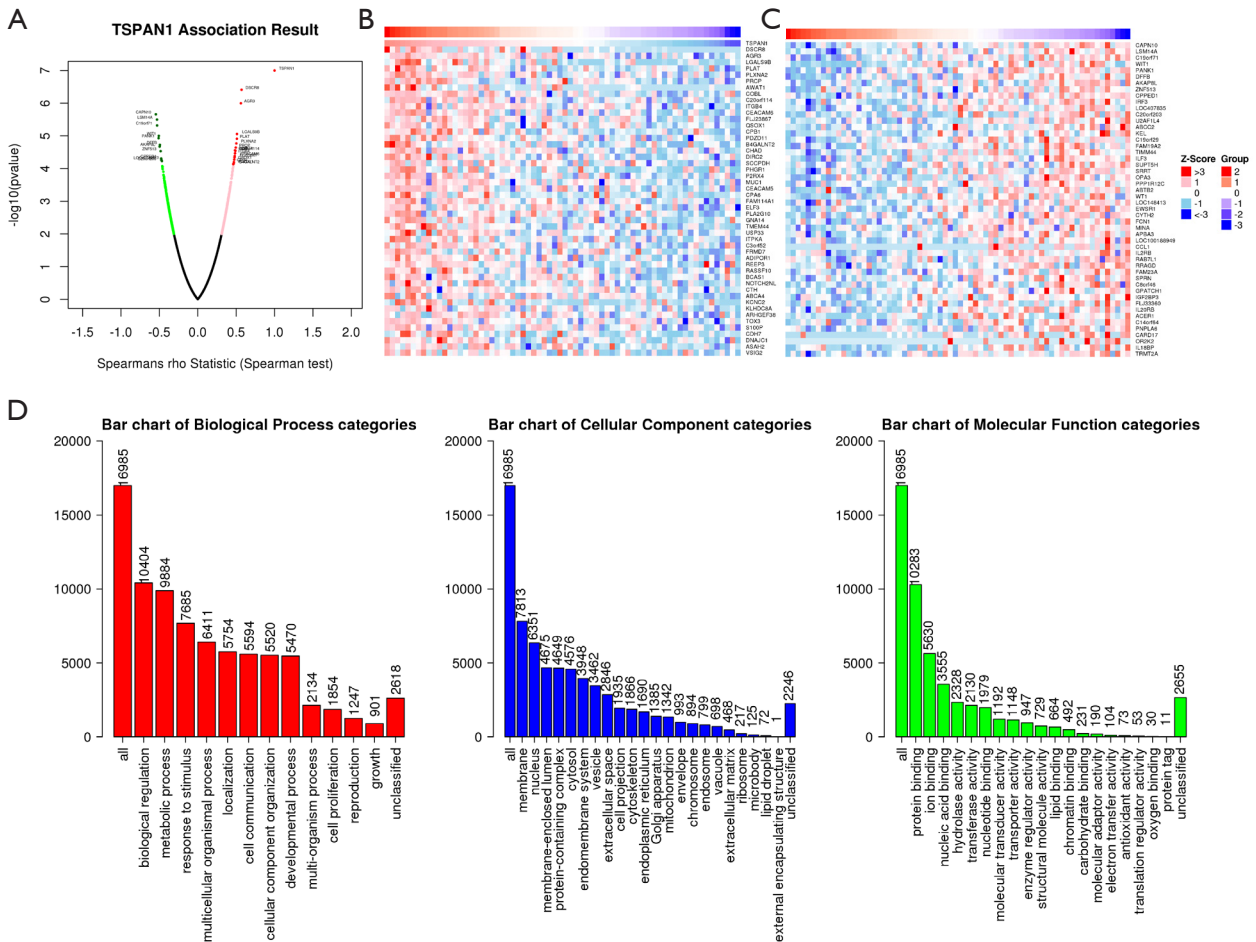 A
TSPAN1 Association Result
-log10(pvalue)
7
6
5
4
3
2
1
0
-1.5
-1.0
-0.5
0.0
0.5
1.0
1.5
2.0
Spearmans rho Statistic (Spearman test)
TSPAN1
DSCR8
AGR3
CAPN10
LSM14A
C19orf71
LGALS9B
PLAT
PLXNA2
B
TSPAN1
DSCR8
AGR3
LGALS9B
PLAT
PLXNA2
PRCP
AWAT1
COBL
C20orf114
ITGB4
CEACAM6
FLJ23867
QSOX1
CPB1
PDZD11
B4GALNT2
CHAD
DIRC2
SCCPDH
PHGR1
P2RX4
MUC1
CEACAM5
CPA6
FAM114A1
ELF3
PLA2G10
GNA14
TMEM44
USP33
ITPKA
C3orf52
FRMD7
ADIPOR1
REEP3
RASSF10
BCAS1
NOTCH2NL
CTH
ABCA4
KCNC2
KLHDC8A
ARHGEF38
TOX3
S100P
CDH7
DNAJC1
ASAH2
VSIG2
C
CAPN10
LSM14A
C19orf71
WIT1
PANK1
DFFB
AKAP8L
ZNF513
CPPED1
IRF3
LOC407835
C20orf203
U2AF1L4
ABCC2
KEL
C19orf29
FAM19A2
TIMM44
ILF3
SUPT5H
SRRT
OPA3
PPP1R12C
ASTB2
WT1
LOC148413
EWSR1
CYTH2
FCN1
MINA
APBA3
LOC100188949
CCL1
IL2RB
RAB7L1
RRAGD
FAM23A
SPRN
C8orf46
GPATCH1
IGF2BP3
FLJ33363
IL20RB
ACER1
C14orf64
PNPLA6
CARD17
OR2K2
IL18BP
TRMT2A
Z-Score
>3
1
0
-1
<-3
Group
2
1
0
-1
-2
-3
D
Bar chart of Biological Process categories
20000
15000
10000
5000
0
16985
10404
9884
7685
6411
5754
5594
5520
5470
2134
1854
1247
901
2618
all
biological regulation
metabolic process
response to stimulus
multicellular organismal process
localization
cell communication
cellular component organization
developmental process
multi-organism process
cell proliferation
reproduction
growth
unclassified
Bar chart of Cellular Component categories
20000
15000
10000
5000
0
16985
7813
6351
4675
4649
4576
3948
3462
2846
1935
1866
1690
1385
1342
993
894
799
698
468
217
125
72
1
2246
all
membrane
nucleus
membrane-enclosed lumen
protein-containing complex
cytosol
endomembrane system
vesicle
extracellular space
cell projection
cytoskeleton
endoplasmic reticulum
Golgi apparatus
mitochondrion
envelope
chromosome
endosome
vacuole
extracellular matrix
ribosome
microbody
lipid droplet
external encapsulating structure
unclassified
Bar chart of Molecular Function categories
20000
15000
10000
5000
0
16985
10283
5630
3555
2328
2130
1979
1192
1148
947
729
664
492
231
190
104
73
53
30
11
2655
all
protein binding
ion binding
nucleic acid binding
hydrolase activity
transferase activity
nucleotide binding
molecular transducer activity
transporter activity
enzyme regulator activity
structural molecule activity
lipid binding
chromatin binding
carbohydrate binding
molecular adaptor activity
electron transfer activity
antioxidant activity
translation regulator activity
oxygen binding
protein tag
unclassified